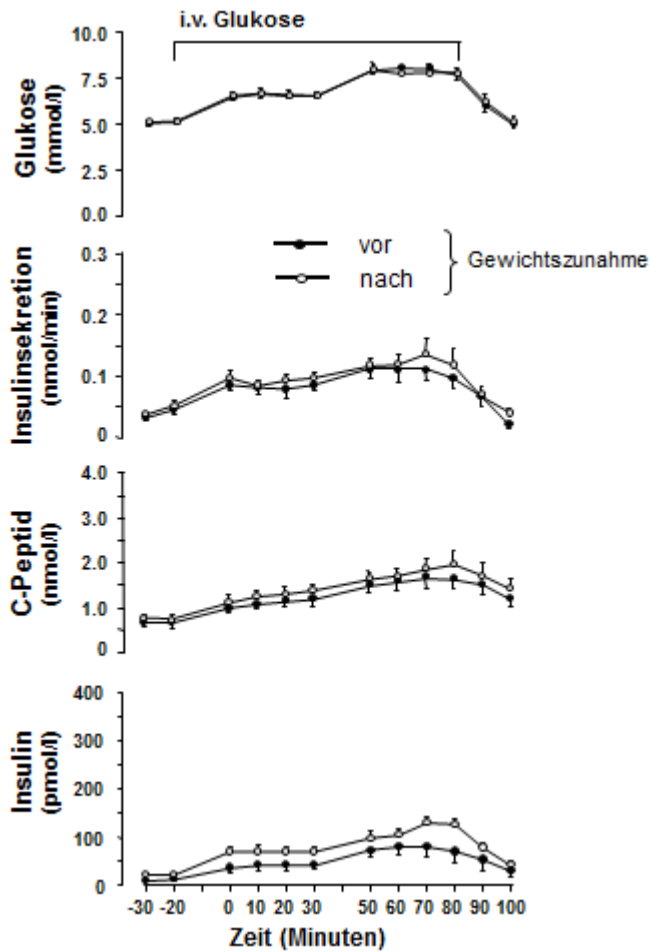 i.v. Glukose
10.0
7.5
5.0
2.5
0.0
Glukose
(mmol/l)
vor
nach
Gewichtszunahme
0.3
0.2
0.1
0
Insulinsekretion
(nmol/min)
4.0
3.0
2.0
1.0
0
C-Peptid
(nmol/l)
400
300
200
100
0
Insulin
(pmol/l)
-30 -20 0 10 20 30 50 60 70 80 90 100
Zeit (Minuten)